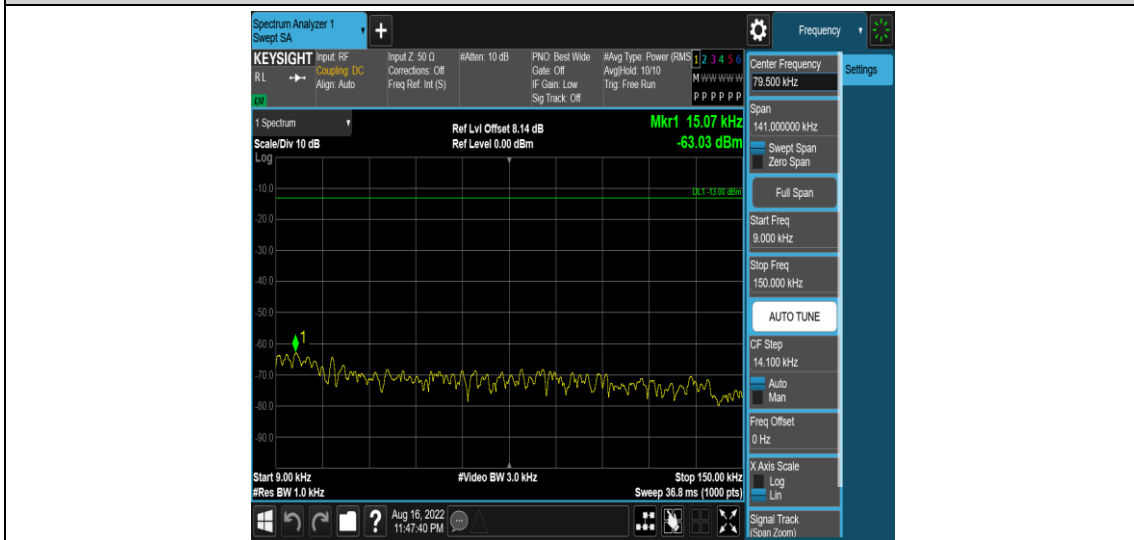 Spectrum Analyzer 1
Swept SA
+
Frequency
KEYSIGHT
Input: RF
Coupling: DC
Align: Auto
RL
LXI
Input Z: 50 Ω
Corrections: Off
Freq Ref: Int (S)
#Atten: 10 dB
PNO: Best Wide
Gate: Off
IF Gain: Low
Sig Track: Off
#Avg Type: Power (RMS
Avg|Hold: 10/10
Trig: Free Run
1 2 3 4 5 6
M W W W W W
P P P P P P
Center Frequency
79.500 kHz
Settings
Span
141.000000 kHz
Swept Span
Zero Span
Full Span
Start Freq
9.000 kHz
Stop Freq
150.000 kHz
AUTO TUNE
CF Step
14.100 kHz
Auto
Man
Freq Offset
0 Hz
X Axis Scale
Log
Lin
Signal Track
(Span Zoom)
1 Spectrum
Scale/Div 10 dB
Ref Lvl Offset 8.14 dB
Ref Level 0.00 dBm
Mkr1 15.07 kHz
-63.03 dBm
Log
-10.0
DL1 -13.00 dBm
-20.0
-30.0
-40.0
-50.0
-60.0
1
-70.0
-80.0
-90.0
Start 9.00 kHz
#Video BW 3.0 kHz
Stop 150.00 kHz
#Res BW 1.0 kHz
Sweep 36.8 ms (1000 pts)
?
Aug 16, 2022
11:47:40 PM